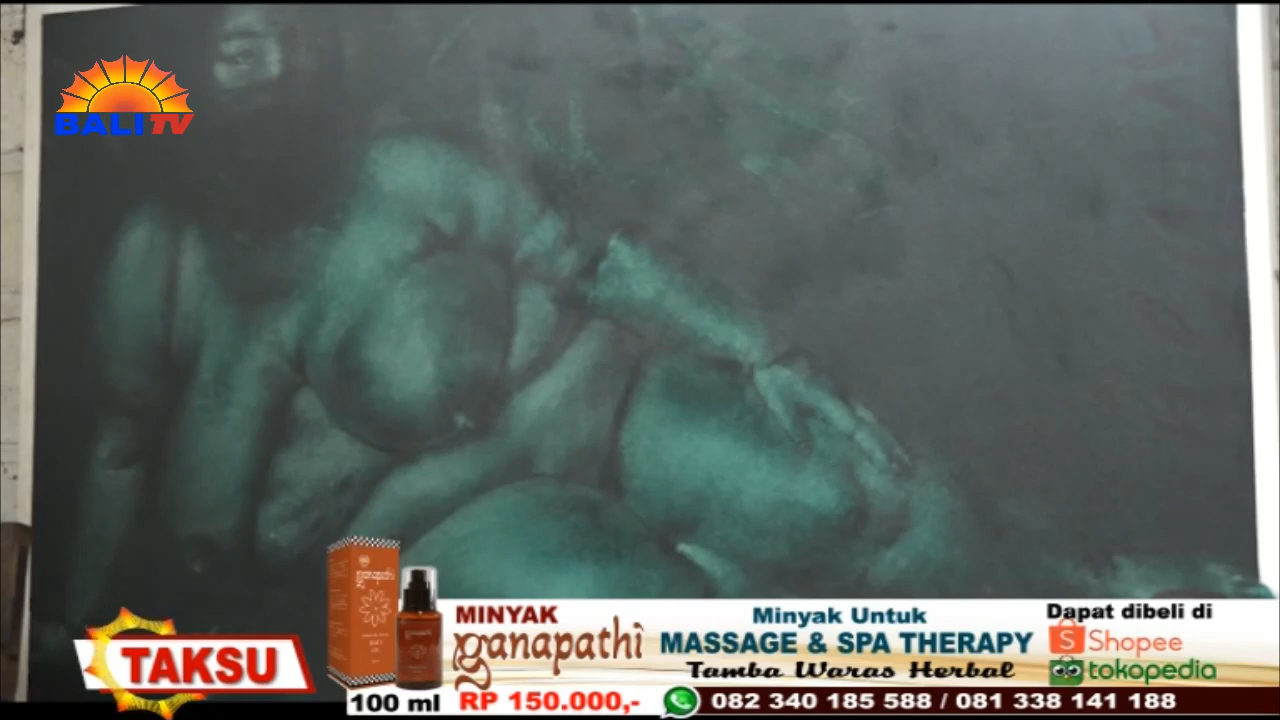 BALI TV
TAKSU
ganapathi
MINYAK
ganapathi
100 ml
RP 150.000,-
Minyak Untuk
MASSAGE & SPA THERAPY
Tamba Waras Herbal
Dapat dibeli di
Shopee
tokopedia
082 340 185 588 / 081 338 141 188